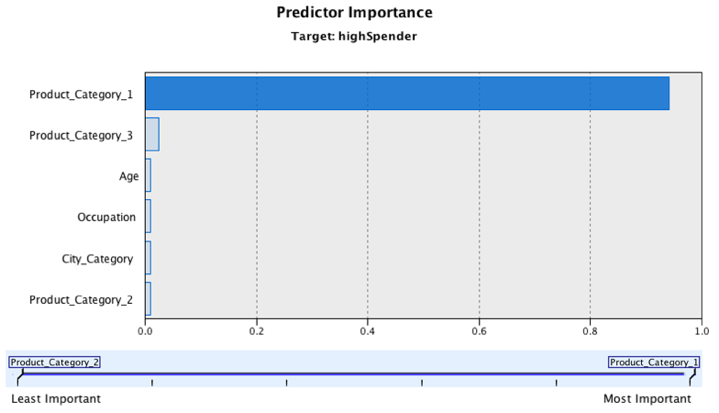 Predictor Importance
Target: highSpender
Product_Category_1
Product_Category_3
Age
Occupation
City_Category
Product_Category_2
0.0 0.2 0.4 0.6 0.8 1.0
Product_Category_2 Product_Category_1
Least Important Most Important